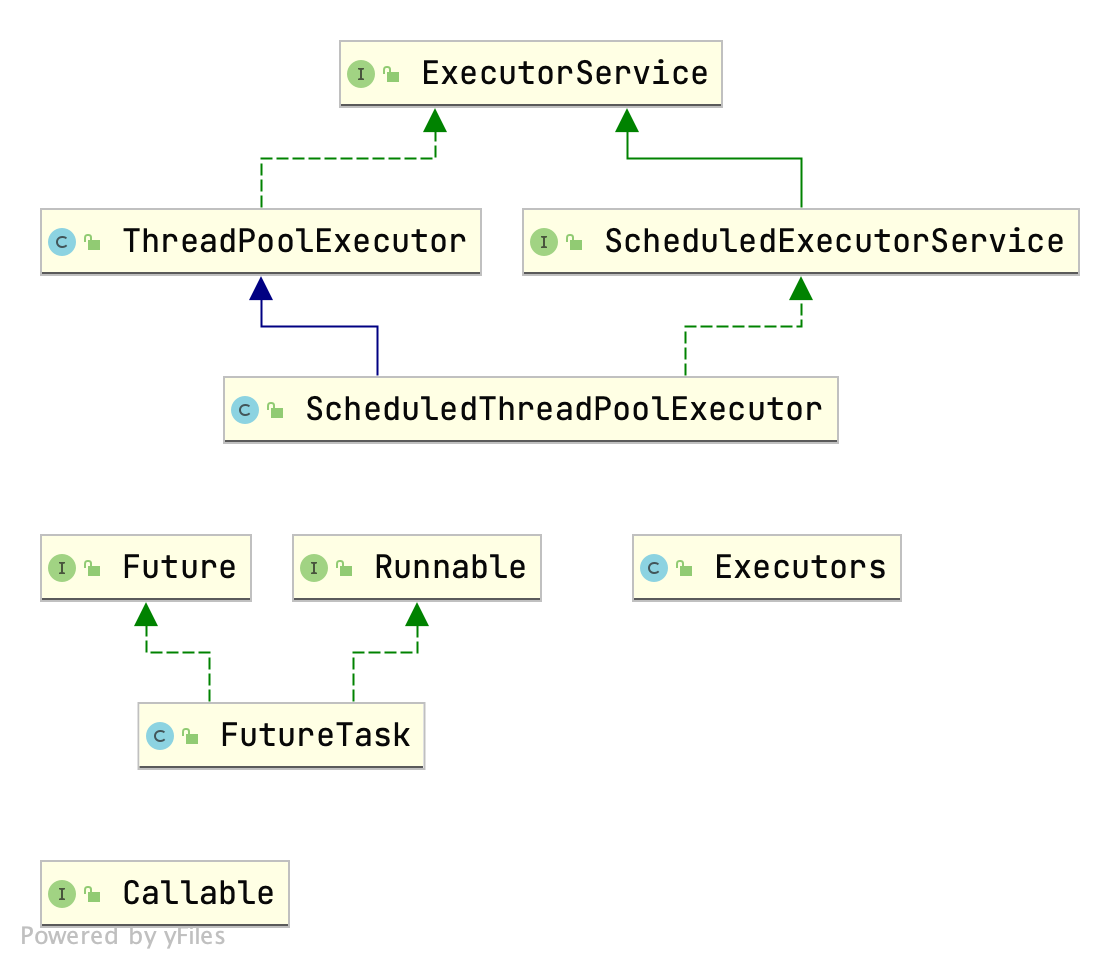 I ExecutorService
C ThreadPoolExecutor
I ScheduledExecutorService
C ScheduledThreadPoolExecutor
I Future
I Runnable
C Executors
C FutureTask
I Callable
Powered by yFiles